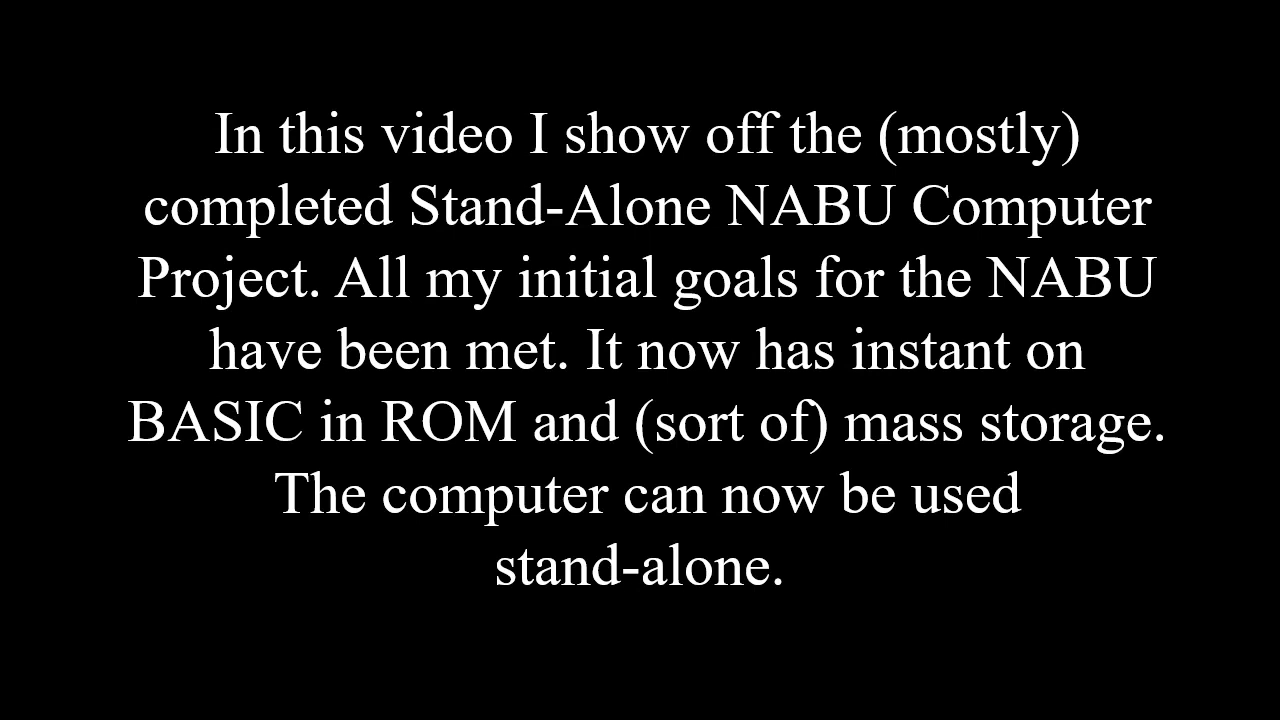 In this video I show off the (mostly)
completed Stand-Alone NABU Computer
Project. All my initial goals for the NABU
have been met. It now has instant on
BASIC in ROM and (sort of) mass storage.
The computer can now be used
stand-alone.